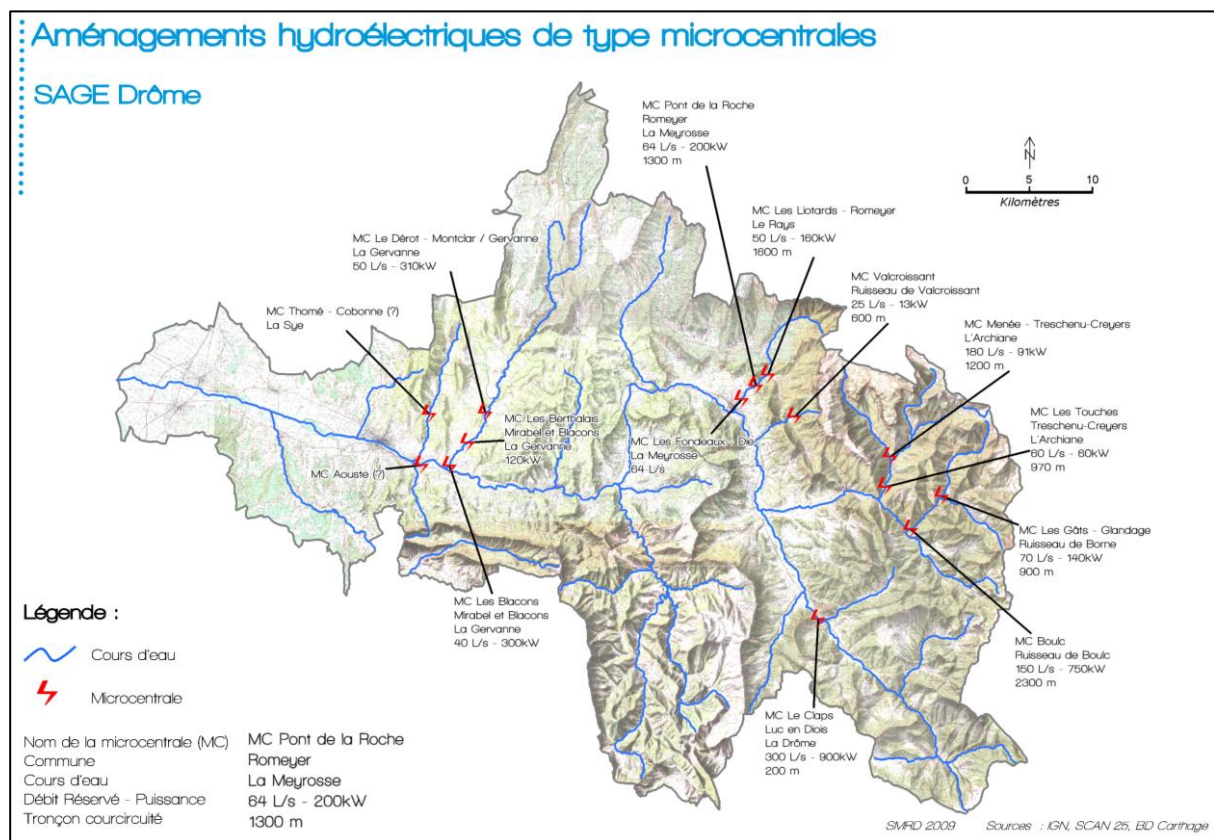 Aménagements hydroélectriques de type microcentrales
SAGE Drôme
MC Pont de la Roche
Romeyer
La Meyrosse
64 L/s - 200kW
1300 m
N
0 5 10
Kilomètres
MC Les Liotards - Romeyer
Le Rays
50 L/s - 160kW
1600 m
MC Le Dérot - Montclar / Gervanne
La Gervanne
50 L/s - 310kW
MC Valcroissant
Ruisseau de Valcroissant
25 L/s - 13kW
600 m
MC Thomé - Cobonne (?)
La Sye
MC Menée - Treschenu-Creyers
L'Archiane
180 L/s - 91kW
1200 m
MC Les Berthalais
Mirabel et Blacons
La Gervanne
120kW
MC Les Fondeaux - Die
La Meyrosse
64 L/s
MC Les Touches
Treschenu-Creyers
L'Archiane
60 L/s - 60kW
970 m
MC Aouste (?)
MC Les Gâts - Glandage
Ruisseau de Borne
70 L/s - 140kW
900 m
MC Les Blacons
Mirabel et Blacons
La Gervanne
40 L/s - 300kW
MC Boulc
Ruisseau de Boulc
150 L/s - 750kW
2300 m
MC Le Claps
Luc en Diois
La Drôme
300 L/s - 900kW
200 m
Légende :
Cours d'eau
Microcentrale
Nom de la microcentrale (MC) MC Pont de la Roche
Commune Romeyer
Cours d'eau La Meyrosse
Débit Réservé - Puissance 64 L/s - 200kW
Tronçon courcircuité 1300 m
SMRD 2009 Sources : IGN, SCAN 25, BD Carthage